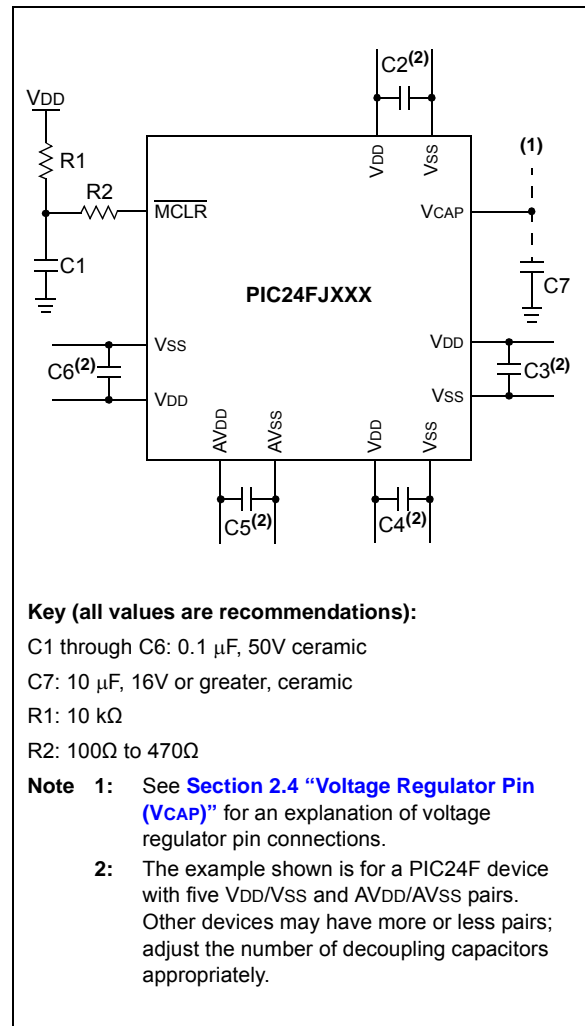 C2(2)
VDD
R1
R2
C1
MCLR
VDD
VSS
(1)
VCAP
C7
PIC24FJXXX
VSS
VDD
C6(2)
VDD
VSS
C3(2)
AVDD
AVSS
VDD
VSS
C5(2)
C4(2)
Key (all values are recommendations):
C1 through C6: 0.1 μF, 50V ceramic
C7: 10 μF, 16V or greater, ceramic
R1: 10 kΩ
R2: 100Ω to 470Ω
Note 1: See Section 2.4 “Voltage Regulator Pin
(VCAP)” for an explanation of voltage
regulator pin connections.
2: The example shown is for a PIC24F device
with five VDD/VSS and AVDD/AVSS pairs.
Other devices may have more or less pairs;
adjust the number of decoupling capacitors
appropriately.